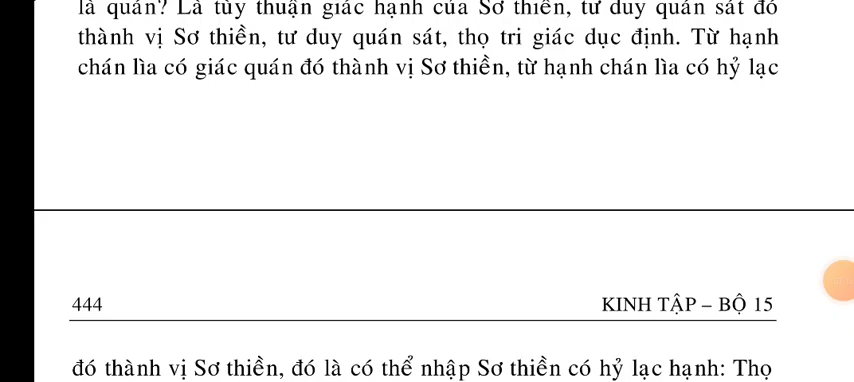 là quán? Là tùy thuận giác hạnh của Sơ thiền, tư duy quán sát đó
thành vị Sơ thiền, tư duy quán sát, thọ tri giác dục định. Từ hạnh
chán lìa có giác quán đó thành vị Sơ thiền, từ hạnh chán lìa có hỷ lạc
444 KINH TẬP – BỘ 15
đó thành vị Sơ thiền, đó là có thể nhập Sơ thiền có hỷ lạc hạnh: Thọ